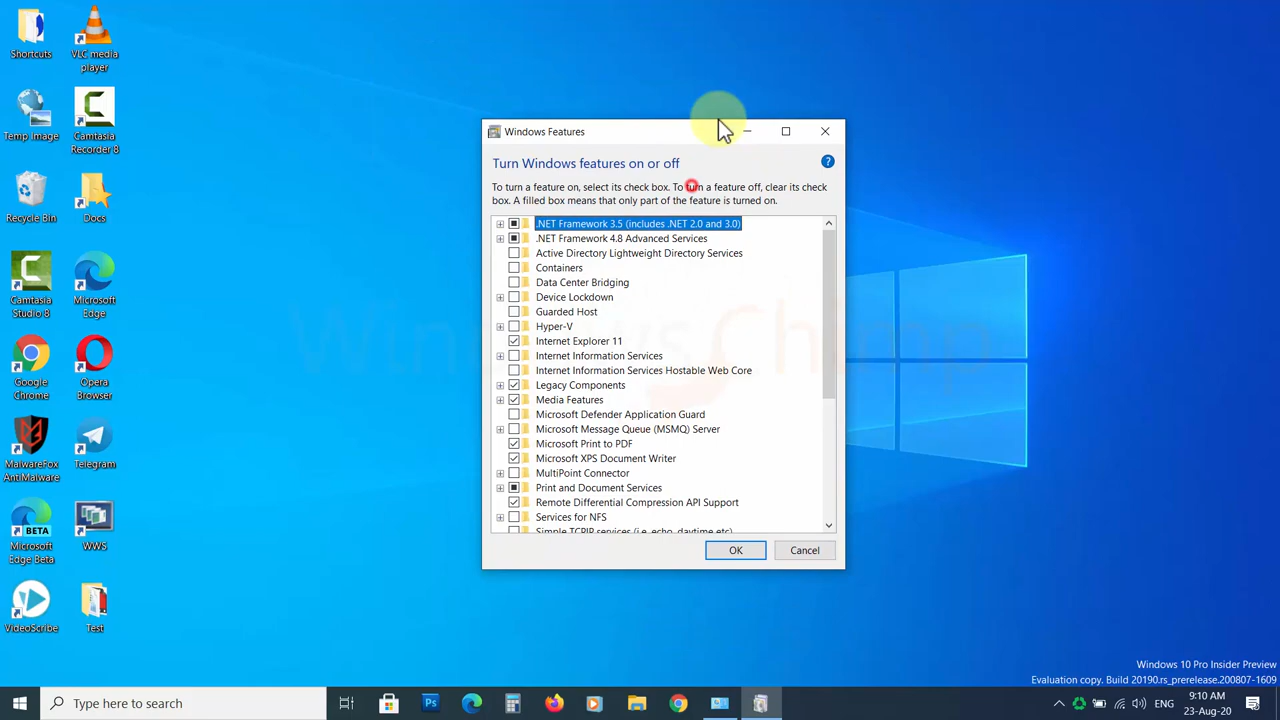 Shortcuts
VLC media
player
Temp Image
Camtasia
Recorder 8
Recycle Bin
Docs
Camtasia
Studio 8
Microsoft
Edge
Google
Chrome
Opera
Browser
MalwareFox
AntiMalware
Telegram
BETA
Microsoft
Edge Beta
WWS
VideoScribe
Test
Windows Features
Turn Windows features on or off
To turn a feature on, select its check box. To turn a feature off, clear its check
box. A filled box means that only part of the feature is turned on.
.NET Framework 3.5 (includes .NET 2.0 and 3.0)
.NET Framework 4.8 Advanced Services
Active Directory Lightweight Directory Services
Containers
Data Center Bridging
Device Lockdown
Guarded Host
Hyper-V
Internet Explorer 11
Internet Information Services
Internet Information Services Hostable Web Core
Legacy Components
Media Features
Microsoft Defender Application Guard
Microsoft Message Queue (MSMQ) Server
Microsoft Print to PDF
Microsoft XPS Document Writer
MultiPoint Connector
Print and Document Services
Remote Differential Compression API Support
Services for NFS
Simple TCPIP services (i.e. echo, daytime etc)
OK
Cancel
Windows 10 Pro Insider Preview
Evaluation copy. Build 20190.rs_prerelease.200807-1609
Type here to search
Ps
ENG
9:10 AM
23-Aug-20